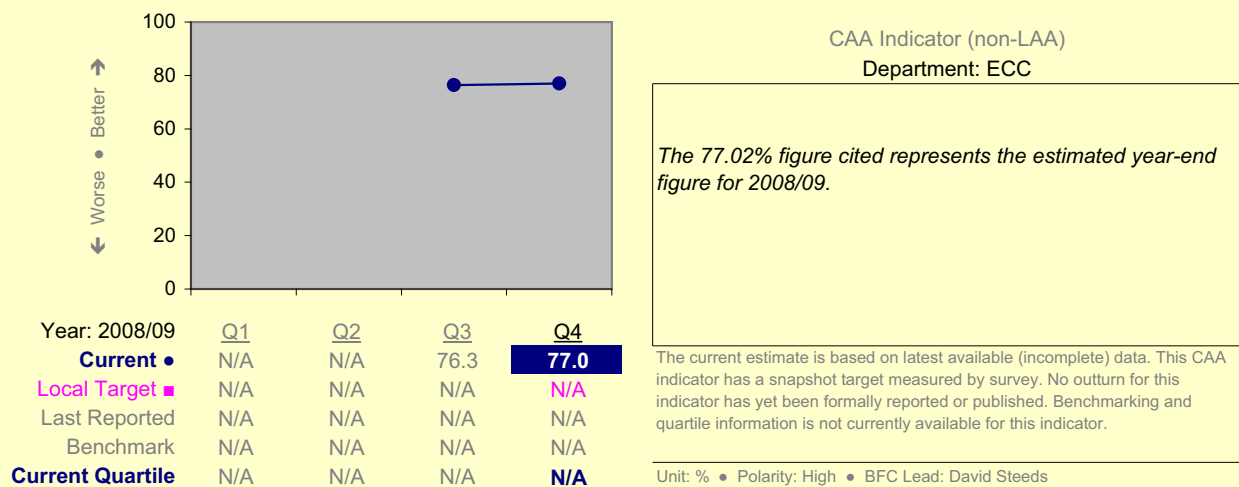 100
80
60
40
20
0
← Worse ● Better →
Year: 2008/09 Q1 Q2 Q3 Q4
Current ● N/A N/A 76.3 77.0
Local Target ■ N/A N/A N/A N/A
Last Reported N/A N/A N/A N/A
Benchmark N/A N/A N/A N/A
Current Quartile N/A N/A N/A N/A
CAA Indicator (non-LAA)
Department: ECC
The 77.02% figure cited represents the estimated year-end
figure for 2008/09.
The current estimate is based on latest available (incomplete) data. This CAA
indicator has a snapshot target measured by survey. No outturn for this
indicator has yet been formally reported or published. Benchmarking and
quartile information is not currently available for this indicator.
Unit: % ● Polarity: High ● BFC Lead: David Steeds